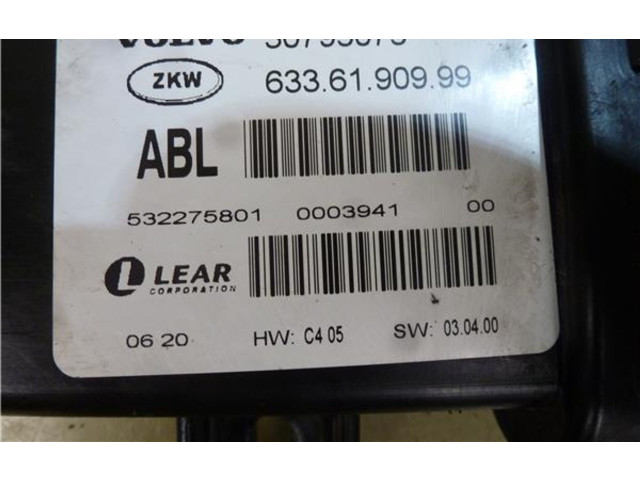 VOLVO
ZKW 633.61.909.99
ABL
532275801 0003941 00
LEAR
CORPORATION
06 20 HW: C4 05 SW: 03.04.00